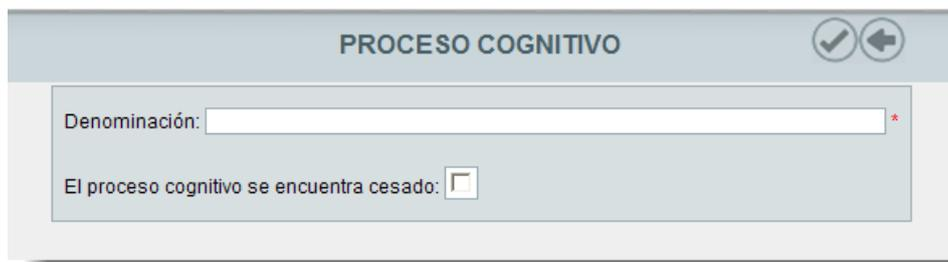 PROCESO COGNITIVO
Denominación: *
El proceso cognitivo se encuentra cesado: